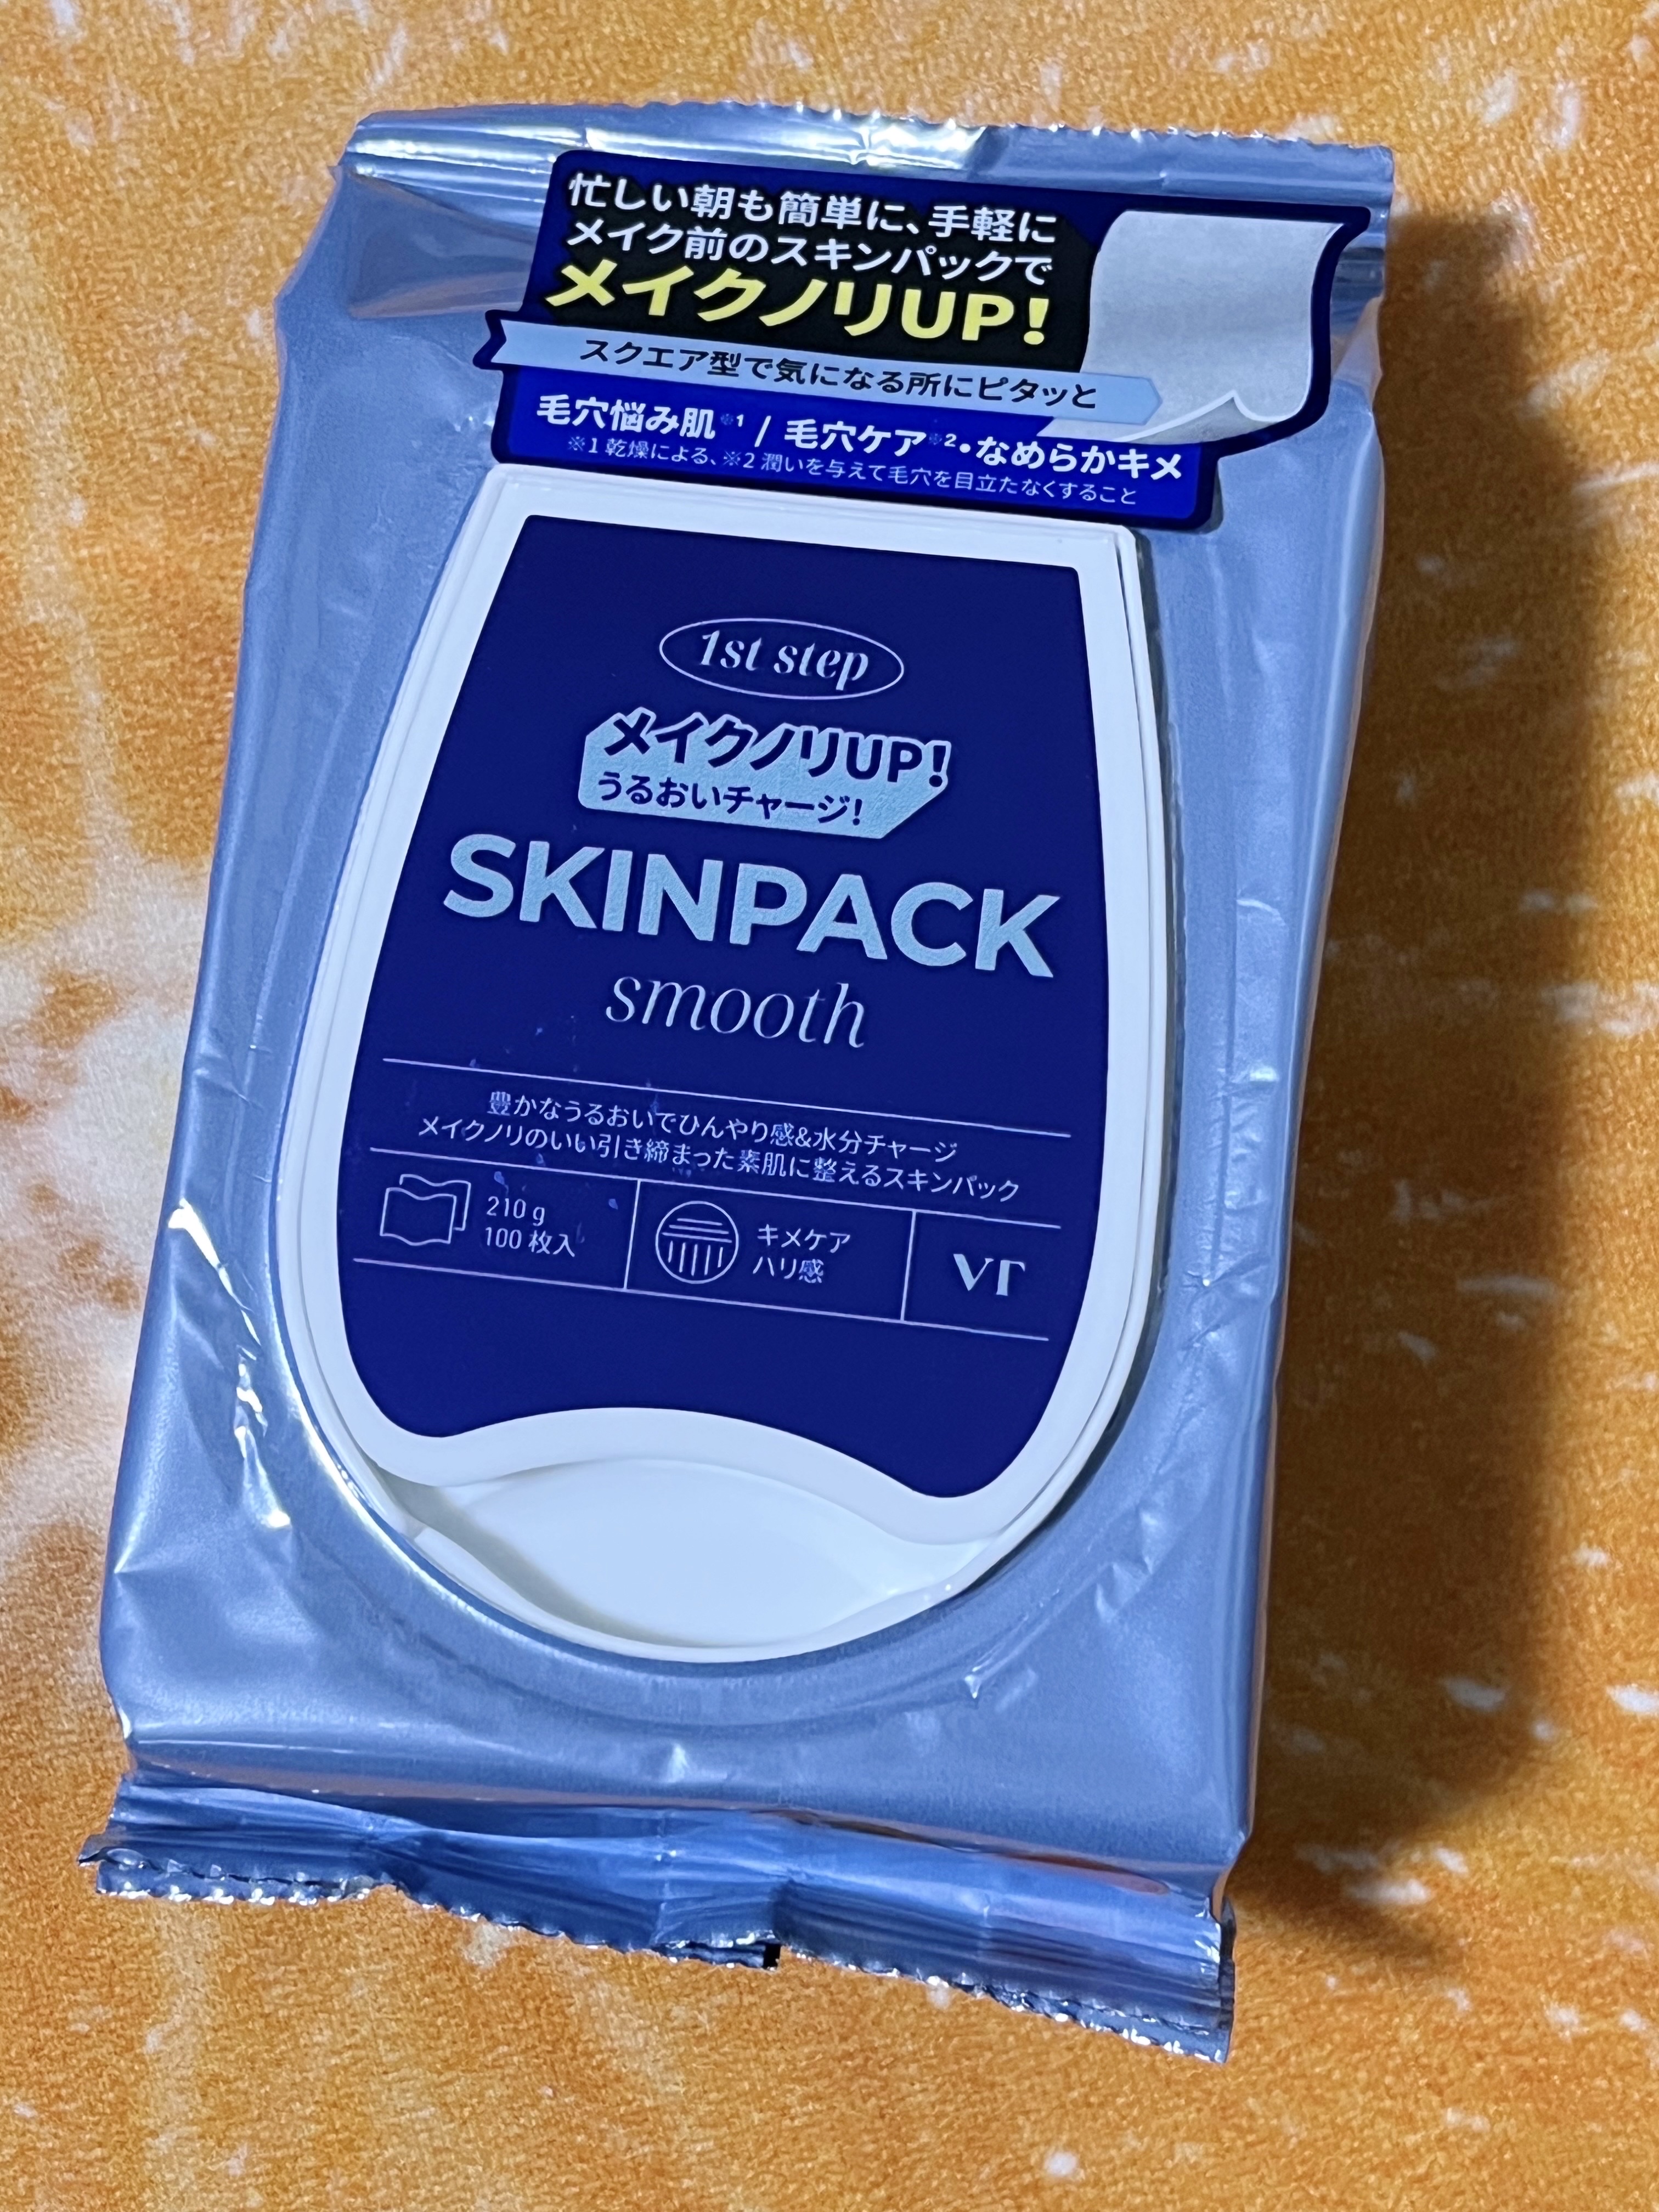 忙しい朝も簡単に、手軽に
メイク前のスキンパックで
メイクノリUP!
スクエア型で気になる所にピタッと
毛穴悩み肌※1 / 毛穴ケア※2・なめらかキメ
※1 乾燥による、※2 潤いを与えて毛穴を目立たなくすること
1st step
メイクノリUP!
うるおいチャージ!
SKINPACK
smooth
豊かなうるおいでひんやり感&水分チャージ
メイクノリのいい引き締まった素肌に整えるスキンパック
210 g
100 枚入
キメケア
ハリ感
VT